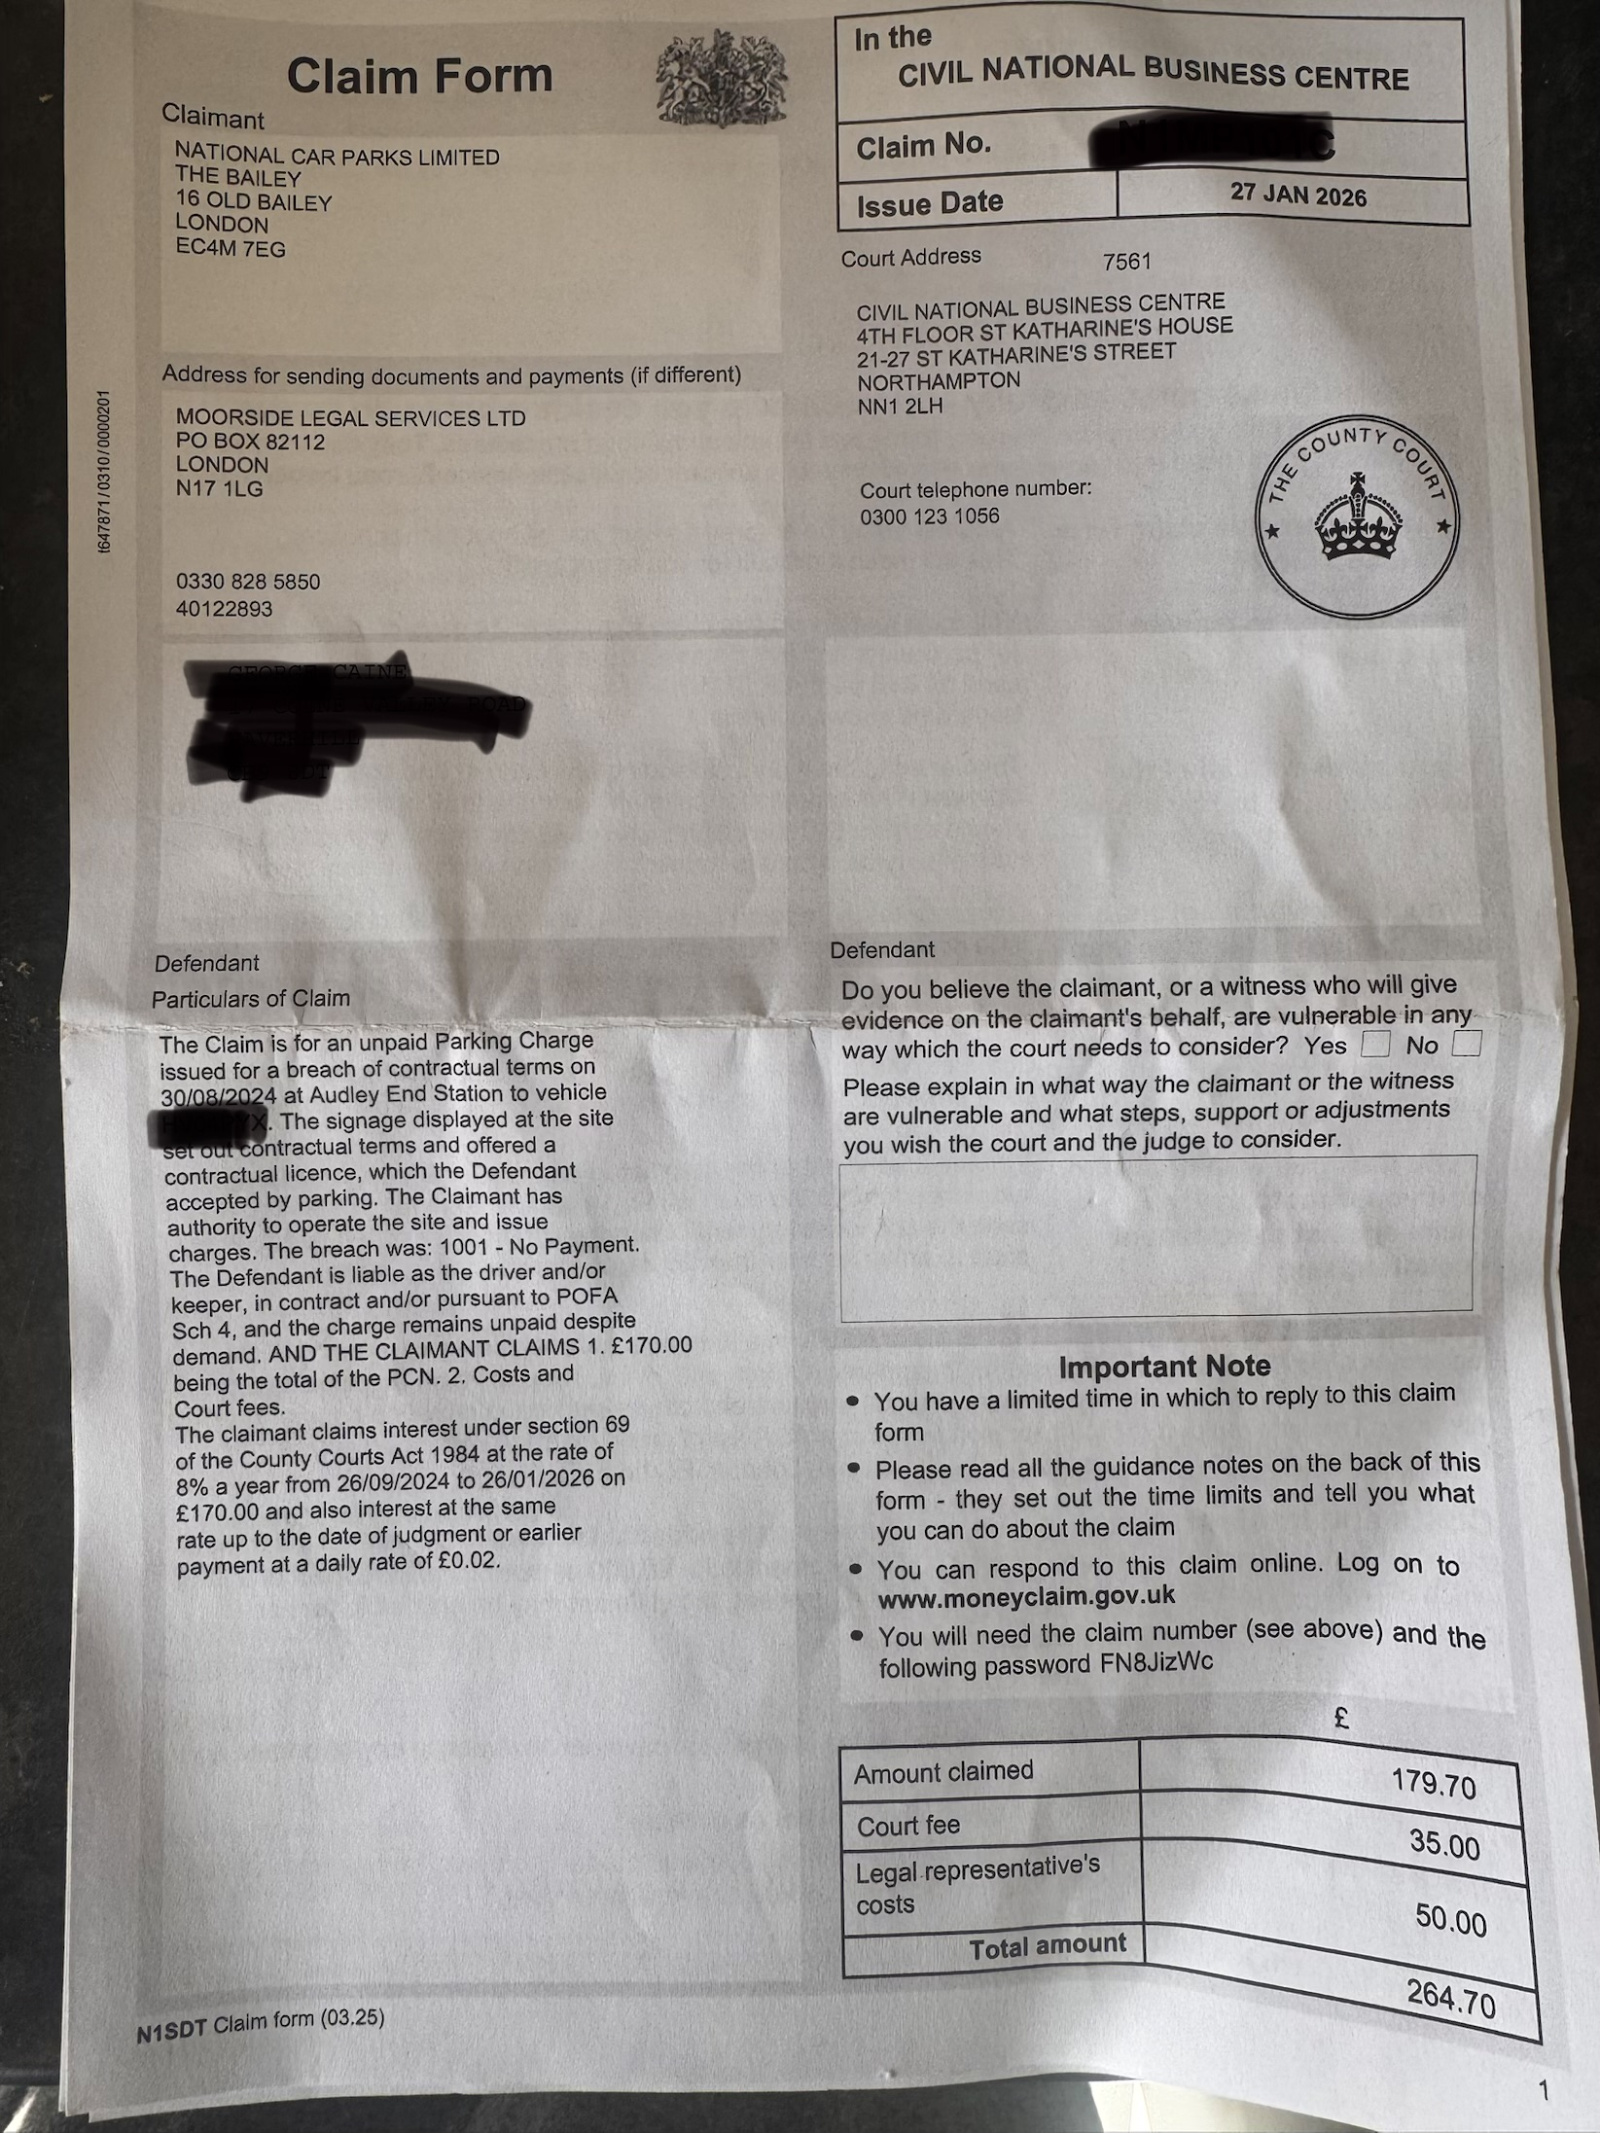 Claim Form
In the
CIVIL NATIONAL BUSINESS CENTRE
Claim No.
Issue Date
27 JAN 2026
Claimant
NATIONAL CAR PARKS LIMITED
THE BAILEY
16 OLD BAILEY
LONDON
EC4M 7EG
Address for sending documents and payments (if different)
MOORSIDE LEGAL SERVICES LTD
PO BOX 82112
LONDON
N17 1LG
0330 828 5850
40122893
t647871/0310/0000201
Court Address 7561
CIVIL NATIONAL BUSINESS CENTRE
4TH FLOOR ST KATHARINE'S HOUSE
21-27 ST KATHARINE'S STREET
NORTHAMPTON
NN1 2LH
Court telephone number:
0300 123 1056
THE COUNTY COURT
Defendant
Particulars of Claim
The Claim is for an unpaid Parking Charge
issued for a breach of contractual terms on
30/08/2024 at Audley End Station to vehicle
. The signage displayed at the site
set out contractual terms and offered a
contractual licence, which the Defendant
accepted by parking. The Claimant has
authority to operate the site and issue
charges. The breach was: 1001 - No Payment.
The Defendant is liable as the driver and/or
keeper, in contract and/or pursuant to POFA
Sch 4, and the charge remains unpaid despite
demand. AND THE CLAIMANT CLAIMS 1. £170.00
being the total of the PCN. 2. Costs and
Court fees.
The claimant claims interest under section 69
of the County Courts Act 1984 at the rate of
8% a year from 26/09/2024 to 26/01/2026 on
£170.00 and also interest at the same
rate up to the date of judgment or earlier
payment at a daily rate of £0.02.
Defendant
Do you believe the claimant, or a witness who will give
evidence on the claimant's behalf, are vulnerable in any
way which the court needs to consider? Yes No
Please explain in what way the claimant or the witness
are vulnerable and what steps, support or adjustments
you wish the court and the judge to consider.
Important Note
• You have a limited time in which to reply to this claim
form
• Please read all the guidance notes on the back of this
form - they set out the time limits and tell you what
you can do about the claim
• You can respond to this claim online. Log on to
www.moneyclaim.gov.uk
• You will need the claim number (see above) and the
following password FN8JizWc
£
Amount claimed 179.70
Court fee 35.00
Legal representative's
costs 50.00
Total amount 264.70
N1SDT Claim form (03.25)
1